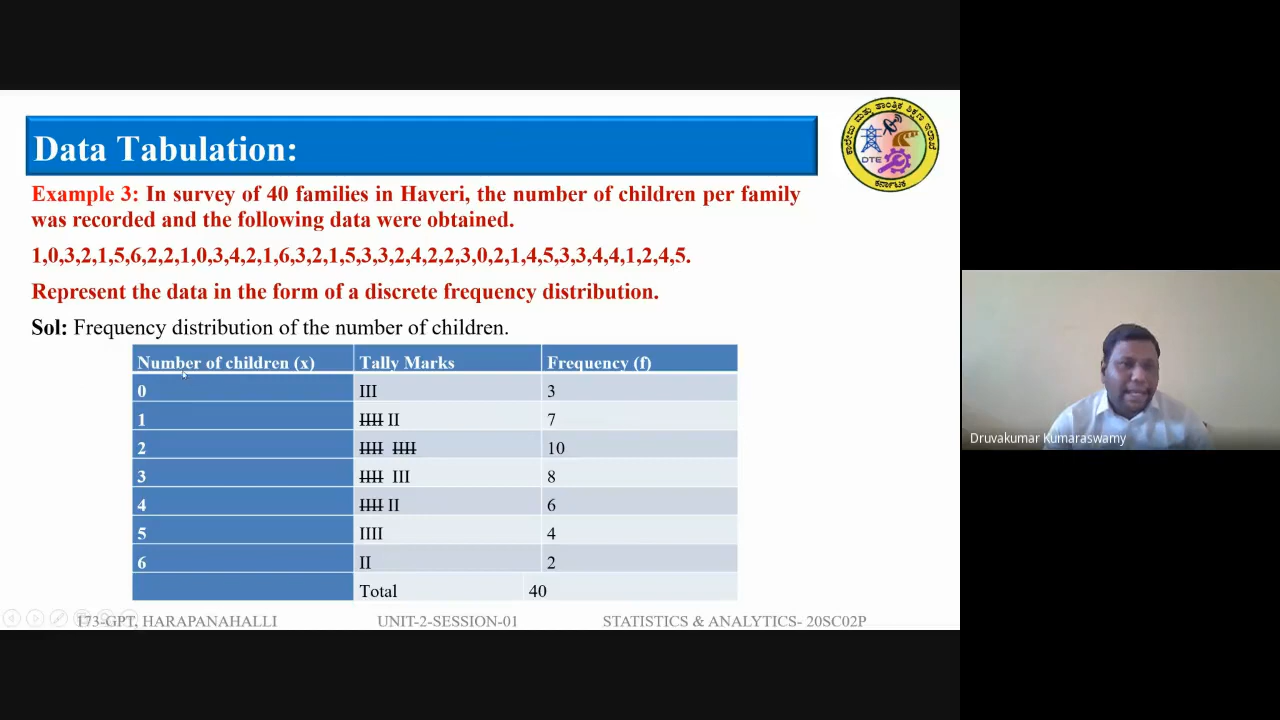 Data Tabulation:
ಕಾಲೇಜು ಮತ್ತು ತಾಂತ್ರಿಕ ಶಿಕ್ಷಣ ಇಲಾಖೆ
DTE
ಕರ್ನಾಟಕ
Example 3: In survey of 40 families in Haveri, the number of children per family
was recorded and the following data were obtained.
1,0,3,2,1,5,6,2,2,1,0,3,4,2,1,6,3,2,1,5,3,3,2,4,2,2,3,0,2,1,4,5,3,3,4,4,1,2,4,5.
Represent the data in the form of a discrete frequency distribution.
Sol: Frequency distribution of the number of children.
Number of children (x) Tally Marks Frequency (f)
0 III 3
1 IIII II 7
2 IIII IIII 10
3 IIII III 8
4 IIII II 6
5 IIII 4
6 II 2
Total 40
173-GPT, HARAPANAHALLI UNIT-2-SESSION-01 STATISTICS & ANALYTICS- 20SC02P
Druvakumar Kumaraswamy